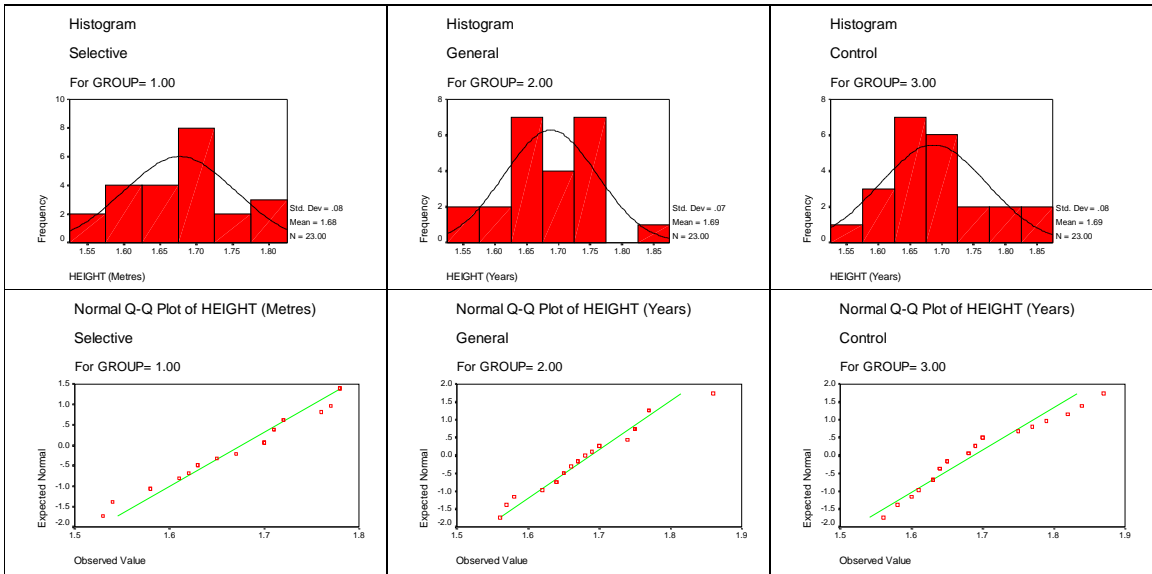 Histogram
Selective
For GROUP= 1.00
10
8
6
4
2
0
Frequency
1.55 1.60 1.65 1.70 1.75 1.80
Std. Dev = .08
Mean = 1.68
N = 23.00
HEIGHT (Metres)
Histogram
General
For GROUP= 2.00
8
6
4
2
0
Frequency
1.55 1.60 1.65 1.70 1.75 1.80 1.85
Std. Dev = .07
Mean = 1.69
N = 23.00
HEIGHT (Years)
Histogram
Control
For GROUP= 3.00
8
6
4
2
0
Frequency
1.55 1.60 1.65 1.70 1.75 1.80 1.85
Std. Dev = .08
Mean = 1.69
N = 23.00
HEIGHT (Years)
Normal Q-Q Plot of HEIGHT (Metres)
Selective
For GROUP= 1.00
1.5
1.0
.5
0.0
-.5
-1.0
-1.5
-2.0
Expected Normal
1.5 1.6 1.7 1.8
Observed Value
Normal Q-Q Plot of HEIGHT (Years)
General
For GROUP= 2.00
2.0
1.5
1.0
.5
0.0
-.5
-1.0
-1.5
-2.0
Expected Normal
1.5 1.6 1.7 1.8 1.9
Observed Value
Normal Q-Q Plot of HEIGHT (Years)
Control
For GROUP= 3.00
2.0
1.5
1.0
.5
0.0
-.5
-1.0
-1.5
-2.0
Expected Normal
1.5 1.6 1.7 1.8 1.9
Observed Value